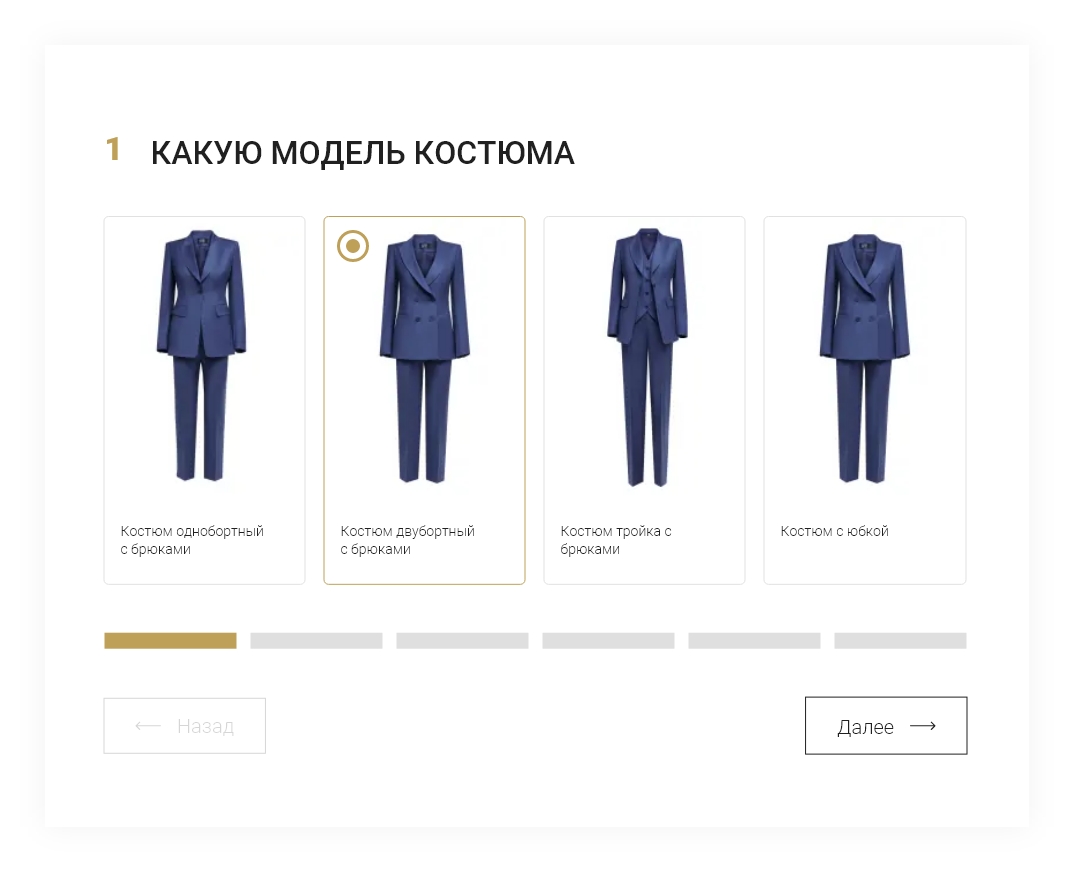 1 КАКУЮ МОДЕЛЬ КОСТЮМА
Костюм однобортный
с брюками
Костюм двубортный
с брюками
Костюм тройка с
брюками
Костюм с юбкой
Назад
Далее